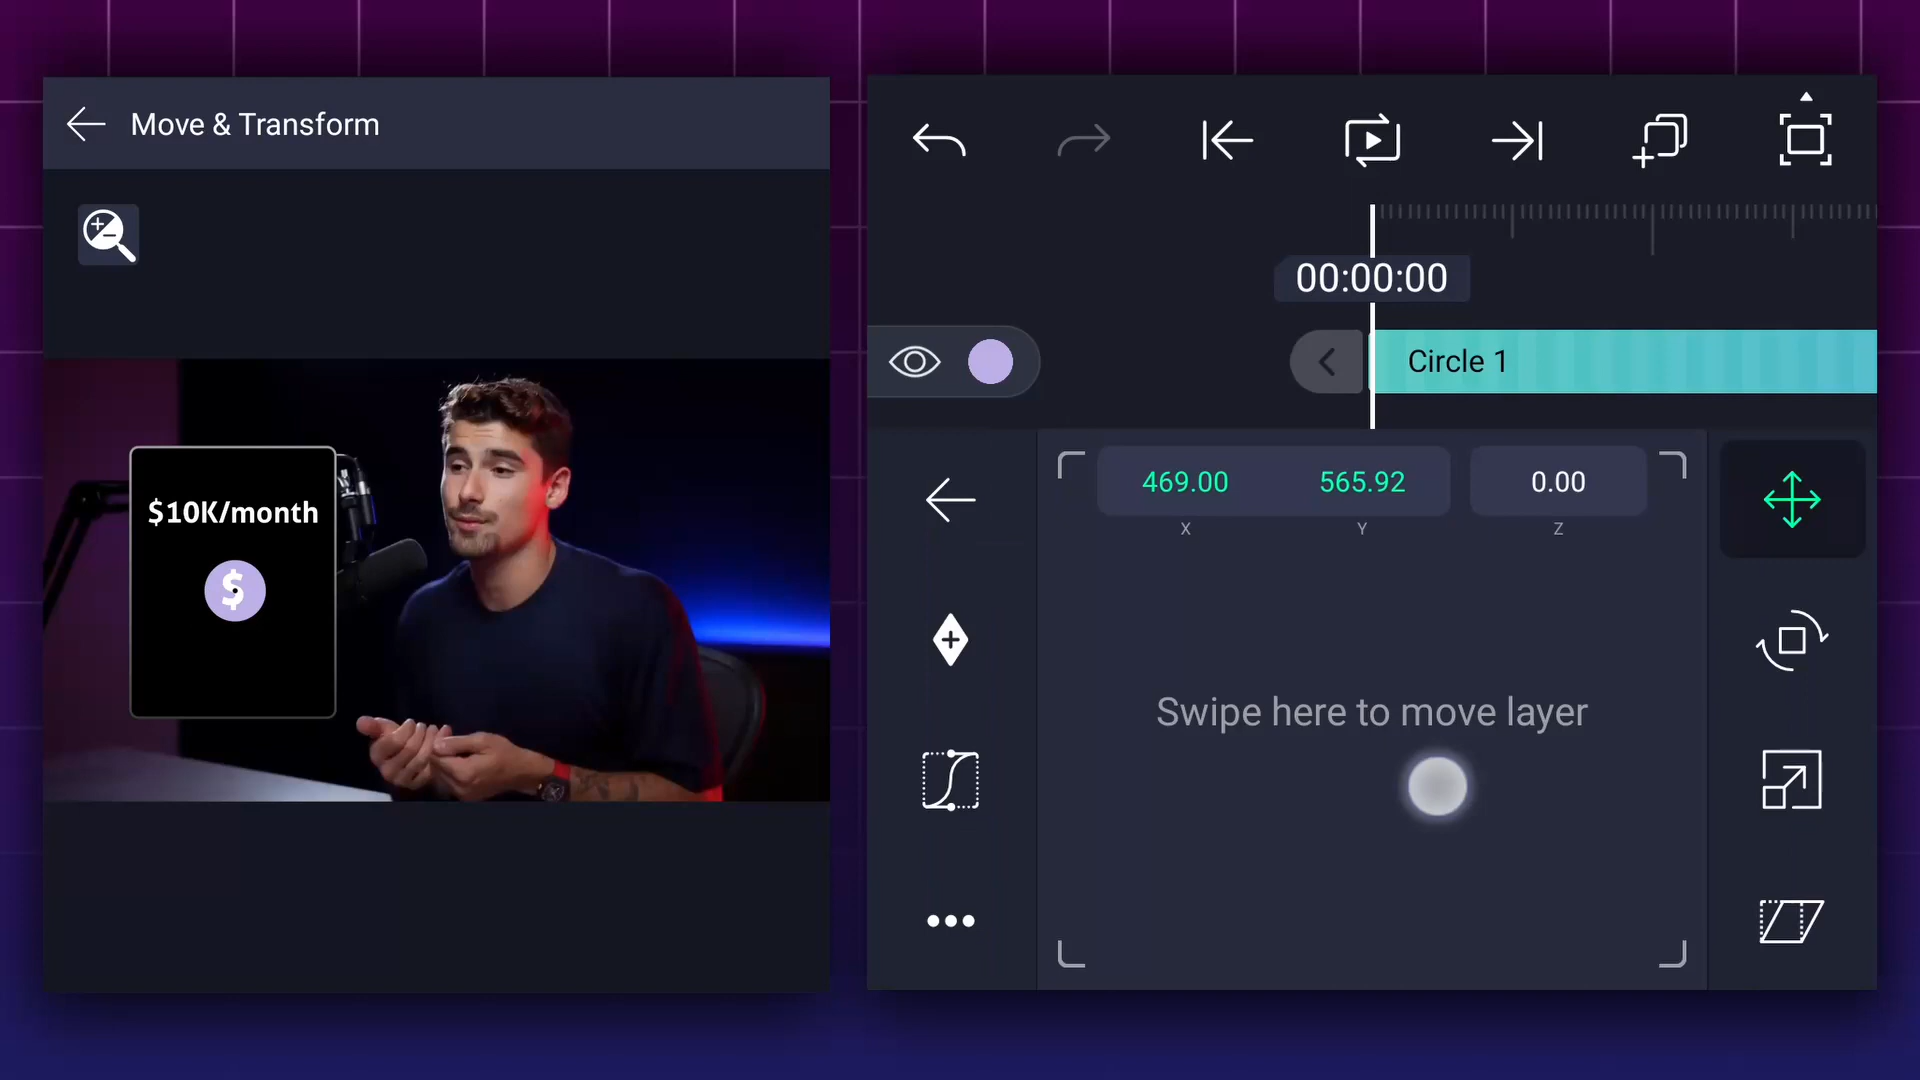 Move & Transform
$10K/month
$
00:00:00
Circle 1
469.00 565.92 0.00
X Y Z
Swipe here to move layer